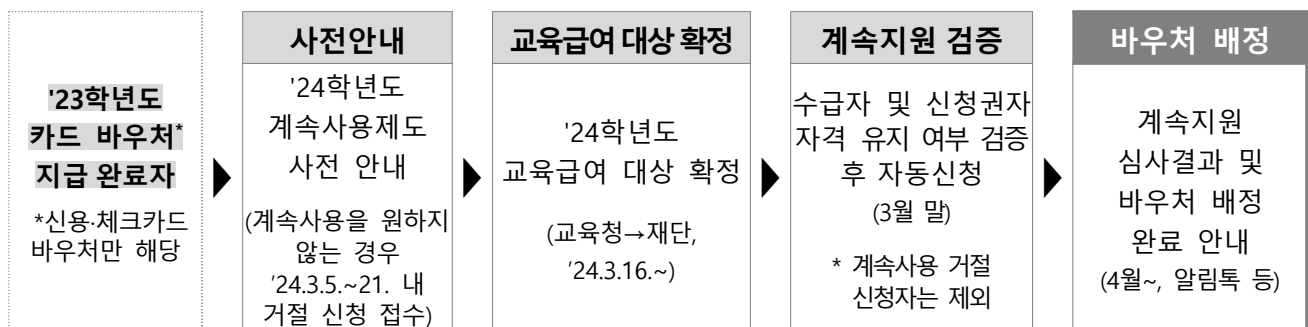 '23학년도
카드 바우처*
지급 완료자
*신용·체크카드
바우처만 해당
사전안내
'24학년도
계속사용제도
사전 안내
(계속사용을 원하지
않는 경우
'24.3.5.~21. 내
거절 신청 접수)
교육급여 대상 확정
'24학년도
교육급여 대상 확정
(교육청→재단,
'24.3.16.~)
계속지원 검증
수급자 및 신청권자
자격 유지 여부 검증
후 자동신청
(3월 말)
* 계속사용 거절
신청자는 제외
바우처 배정
계속지원
심사결과 및
바우처 배정
완료 안내
(4월~, 알림톡 등)